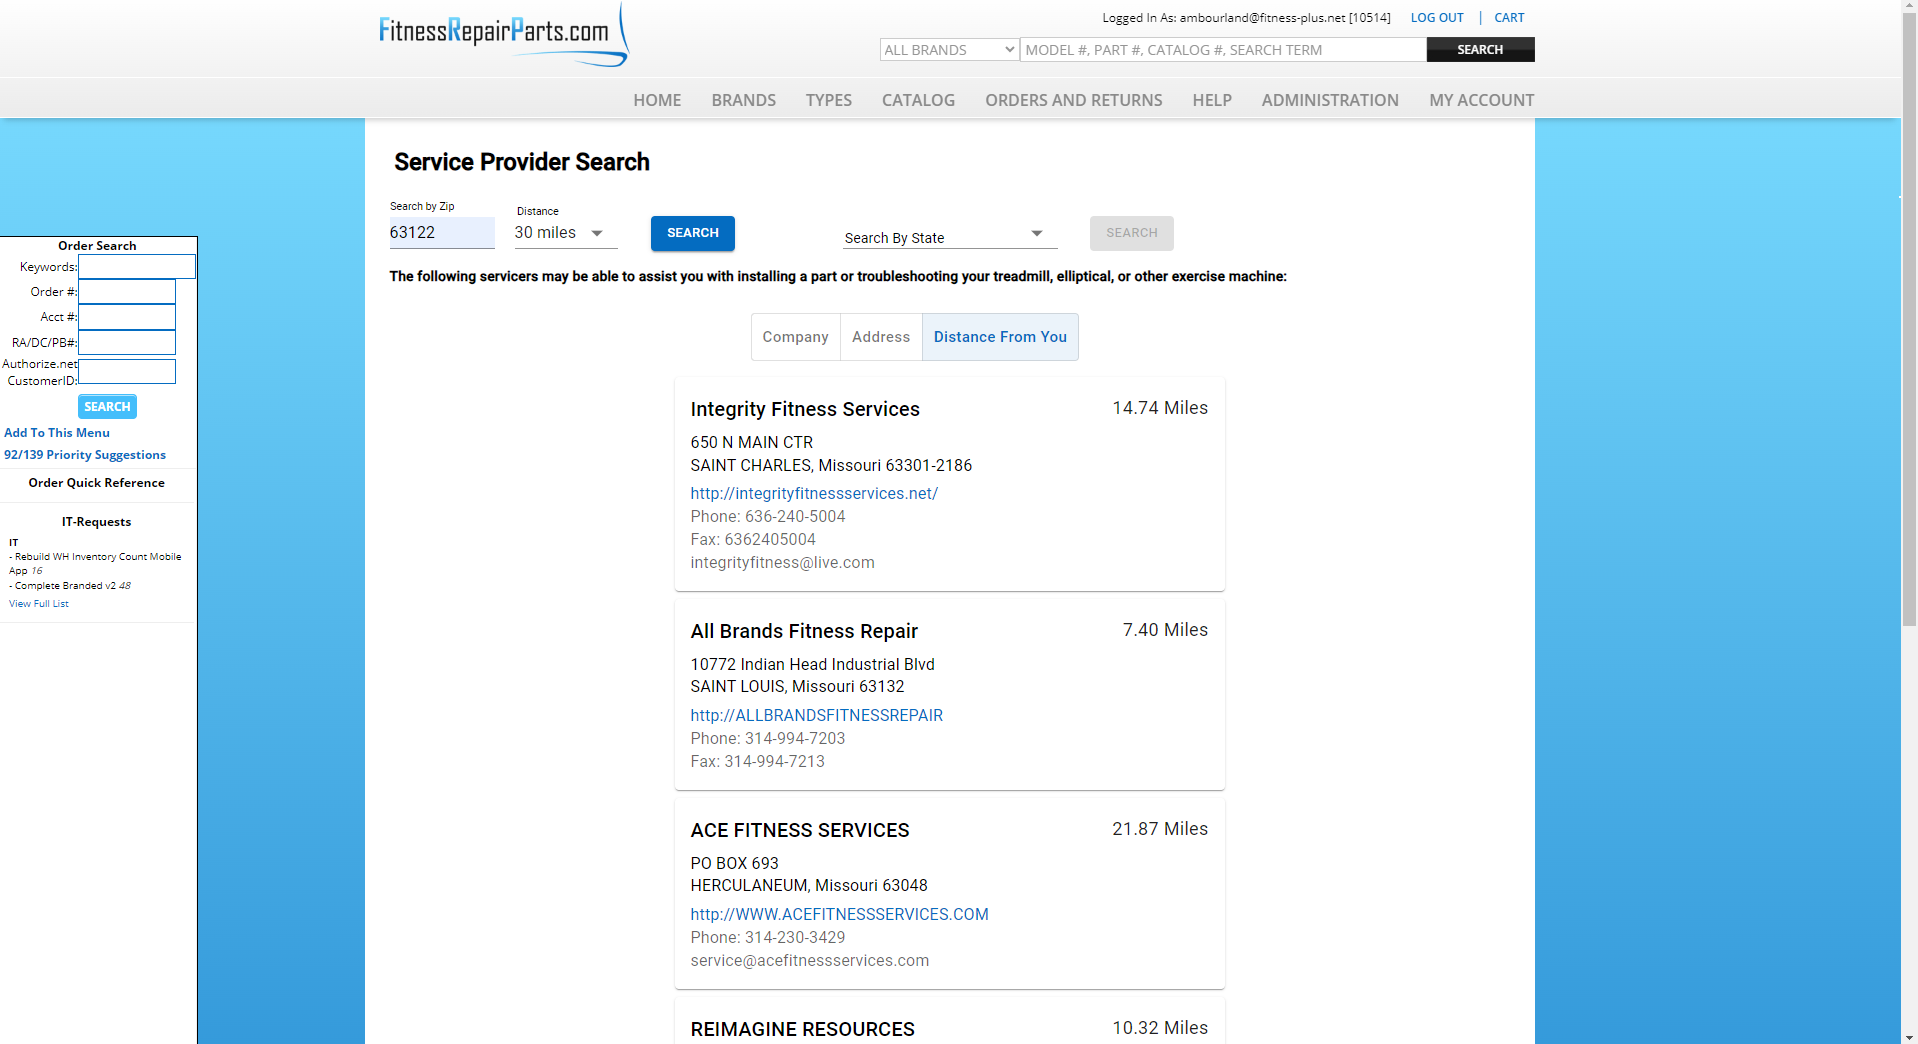 FitnessRepairParts.com
Logged In As: ambourland@fitness-plus.net [10514]
LOG OUT | CART
ALL BRANDS
MODEL #, PART #, CATALOG #, SEARCH TERM
SEARCH
HOME BRANDS TYPES CATALOG ORDERS AND RETURNS HELP ADMINISTRATION MY ACCOUNT
Service Provider Search
Search by Zip
63122
Distance
30 miles
SEARCH
Search By State
SEARCH
The following servicers may be able to assist you with installing a part or troubleshooting your treadmill, elliptical, or other exercise machine:
Company Address Distance From You
Integrity Fitness Services 14.74 Miles
650 N MAIN CTR
SAINT CHARLES, Missouri 63301-2186
http://integrityfitnessservices.net/
Phone: 636-240-5004
Fax: 6362405004
integrityfitness@live.com
All Brands Fitness Repair 7.40 Miles
10772 Indian Head Industrial Blvd
SAINT LOUIS, Missouri 63132
http://ALLBRANDSFITNESSREPAIR
Phone: 314-994-7203
Fax: 314-994-7213
ACE FITNESS SERVICES 21.87 Miles
PO BOX 693
HERCULANEUM, Missouri 63048
http://WWW.ACEFITNESSSERVICES.COM
Phone: 314-230-3429
service@acefitnessservices.com
REIMAGINE RESOURCES 10.32 Miles
Order Search
Keywords:
Order #:
Acct #:
RA/DC/PB#:
Authorize.net
CustomerID:
SEARCH
Add To This Menu
92/139 Priority Suggestions
Order Quick Reference
IT-Requests
IT
- Rebuild WH Inventory Count Mobile
App 16
- Complete Branded v2 48
View Full List